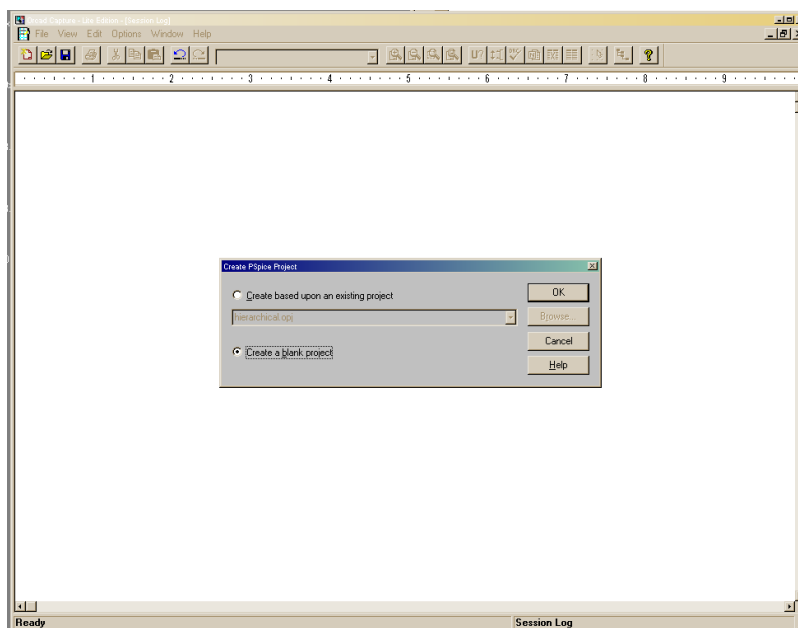 Orcad Capture - Lite Edition - [Session Log]
File View Edit Options Window Help
U?
1 2 3 4 5 6 7 8 9
Create PSpice Project
Create based upon an existing project
OK
hierarchical.opj
Browse...
Create a blank project
Cancel
Help
Ready
Session Log